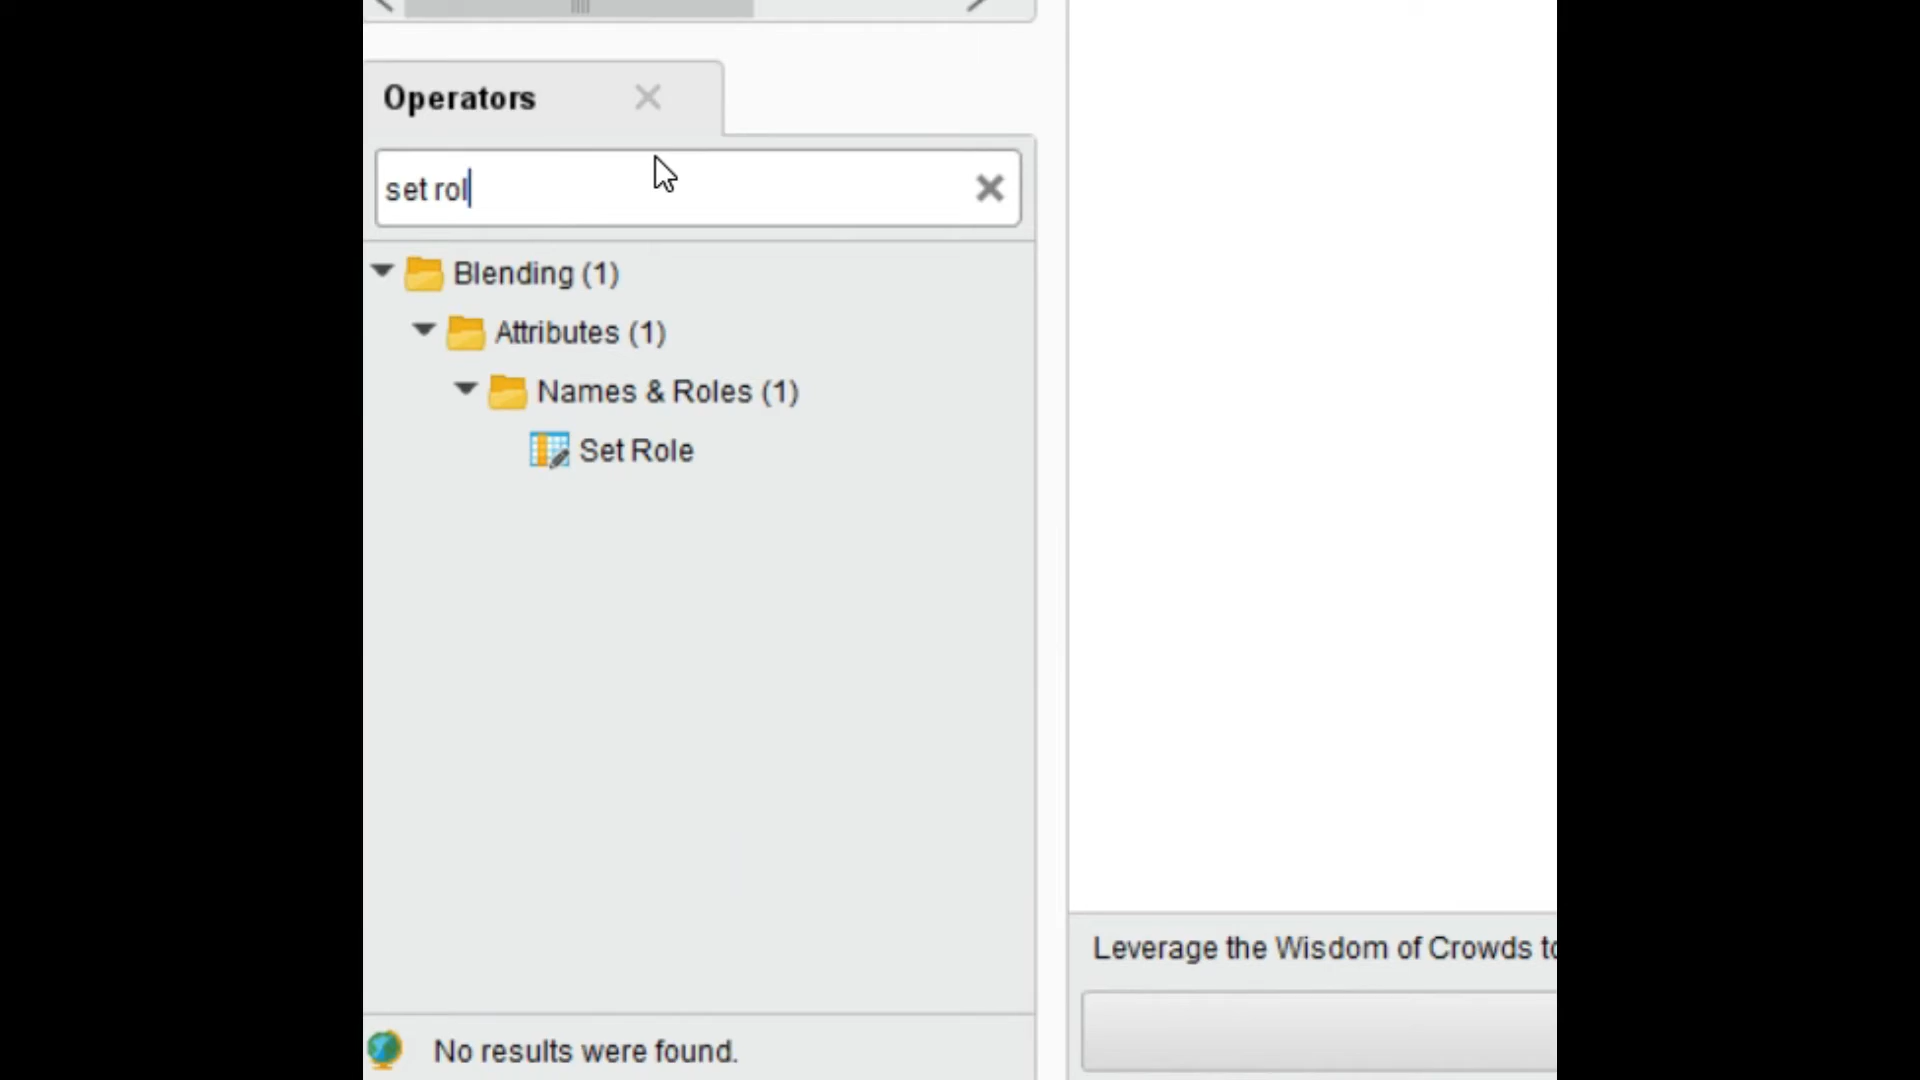 Operators
set rol
Blending (1)
Attributes (1)
Names & Roles (1)
Set Role
Leverage the Wisdom of Crowds to
No results were found.